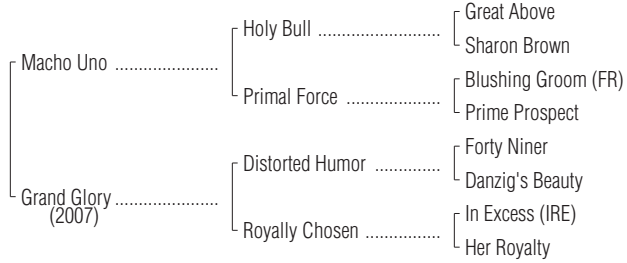 Great Above
Holy Bull ........................
Sharon Brown
Macho Uno ....................
Blushing Groom (FR)
Primal Force ..................
Prime Prospect
Forty Niner
Distorted Humor .............
Danzig's Beauty
Grand Glory ....................
(2007)
In Excess (IRE)
Royally Chosen ...............
Her Royalty